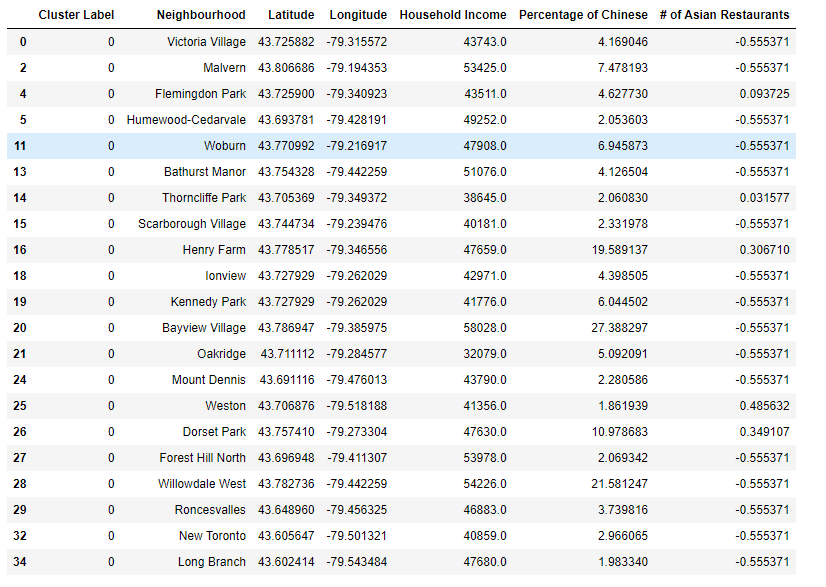 Cluster Label Neighbourhood Latitude Longitude Household Income Percentage of Chinese # of Asian Restaurants
0 0 Victoria Village 43.725882 -79.315572 43743.0 4.169046 -0.555371
2 0 Malvern 43.806686 -79.194353 53425.0 7.478193 -0.555371
4 0 Flemingdon Park 43.725900 -79.340923 43511.0 4.627730 0.093725
5 0 Humewood-Cedarvale 43.693781 -79.428191 49252.0 2.053603 -0.555371
11 0 Woburn 43.770992 -79.216917 47908.0 6.945873 -0.555371
13 0 Bathurst Manor 43.754328 -79.442259 51076.0 4.126504 -0.555371
14 0 Thorncliffe Park 43.705369 -79.349372 38645.0 2.060830 0.031577
15 0 Scarborough Village 43.744734 -79.239476 40181.0 2.331978 -0.555371
16 0 Henry Farm 43.778517 -79.346556 47659.0 19.589137 0.306710
18 0 Ionview 43.727929 -79.262029 42971.0 4.398505 -0.555371
19 0 Kennedy Park 43.727929 -79.262029 41776.0 6.044502 -0.555371
20 0 Bayview Village 43.786947 -79.385975 58028.0 27.388297 -0.555371
21 0 Oakridge 43.711112 -79.284577 32079.0 5.092091 -0.555371
24 0 Mount Dennis 43.691116 -79.476013 43790.0 2.280586 -0.555371
25 0 Weston 43.706876 -79.518188 41356.0 1.861939 0.485632
26 0 Dorset Park 43.757410 -79.273304 47630.0 10.978683 0.349107
27 0 Forest Hill North 43.696948 -79.411307 53978.0 2.069342 -0.555371
28 0 Willowdale West 43.782736 -79.442259 54226.0 21.581247 -0.555371
29 0 Roncesvalles 43.648960 -79.456325 46883.0 3.739816 -0.555371
32 0 New Toronto 43.605647 -79.501321 40859.0 2.966065 -0.555371
34 0 Long Branch 43.602414 -79.543484 47680.0 1.983340 -0.555371